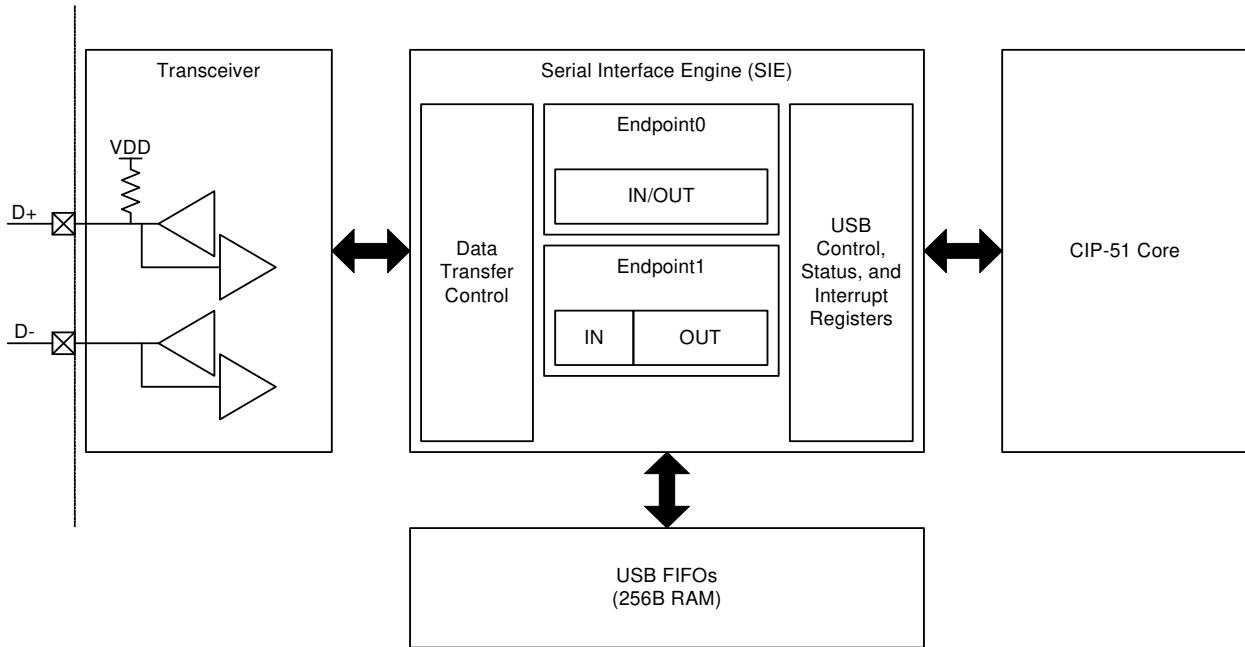 Transceiver
VDD
D+
D-
Serial Interface Engine (SIE)
Data
Transfer
Control
Endpoint0
IN/OUT
Endpoint1
IN OUT
USB
Control,
Status, and
Interrupt
Registers
CIP-51 Core
USB FIFOs
(256B RAM)